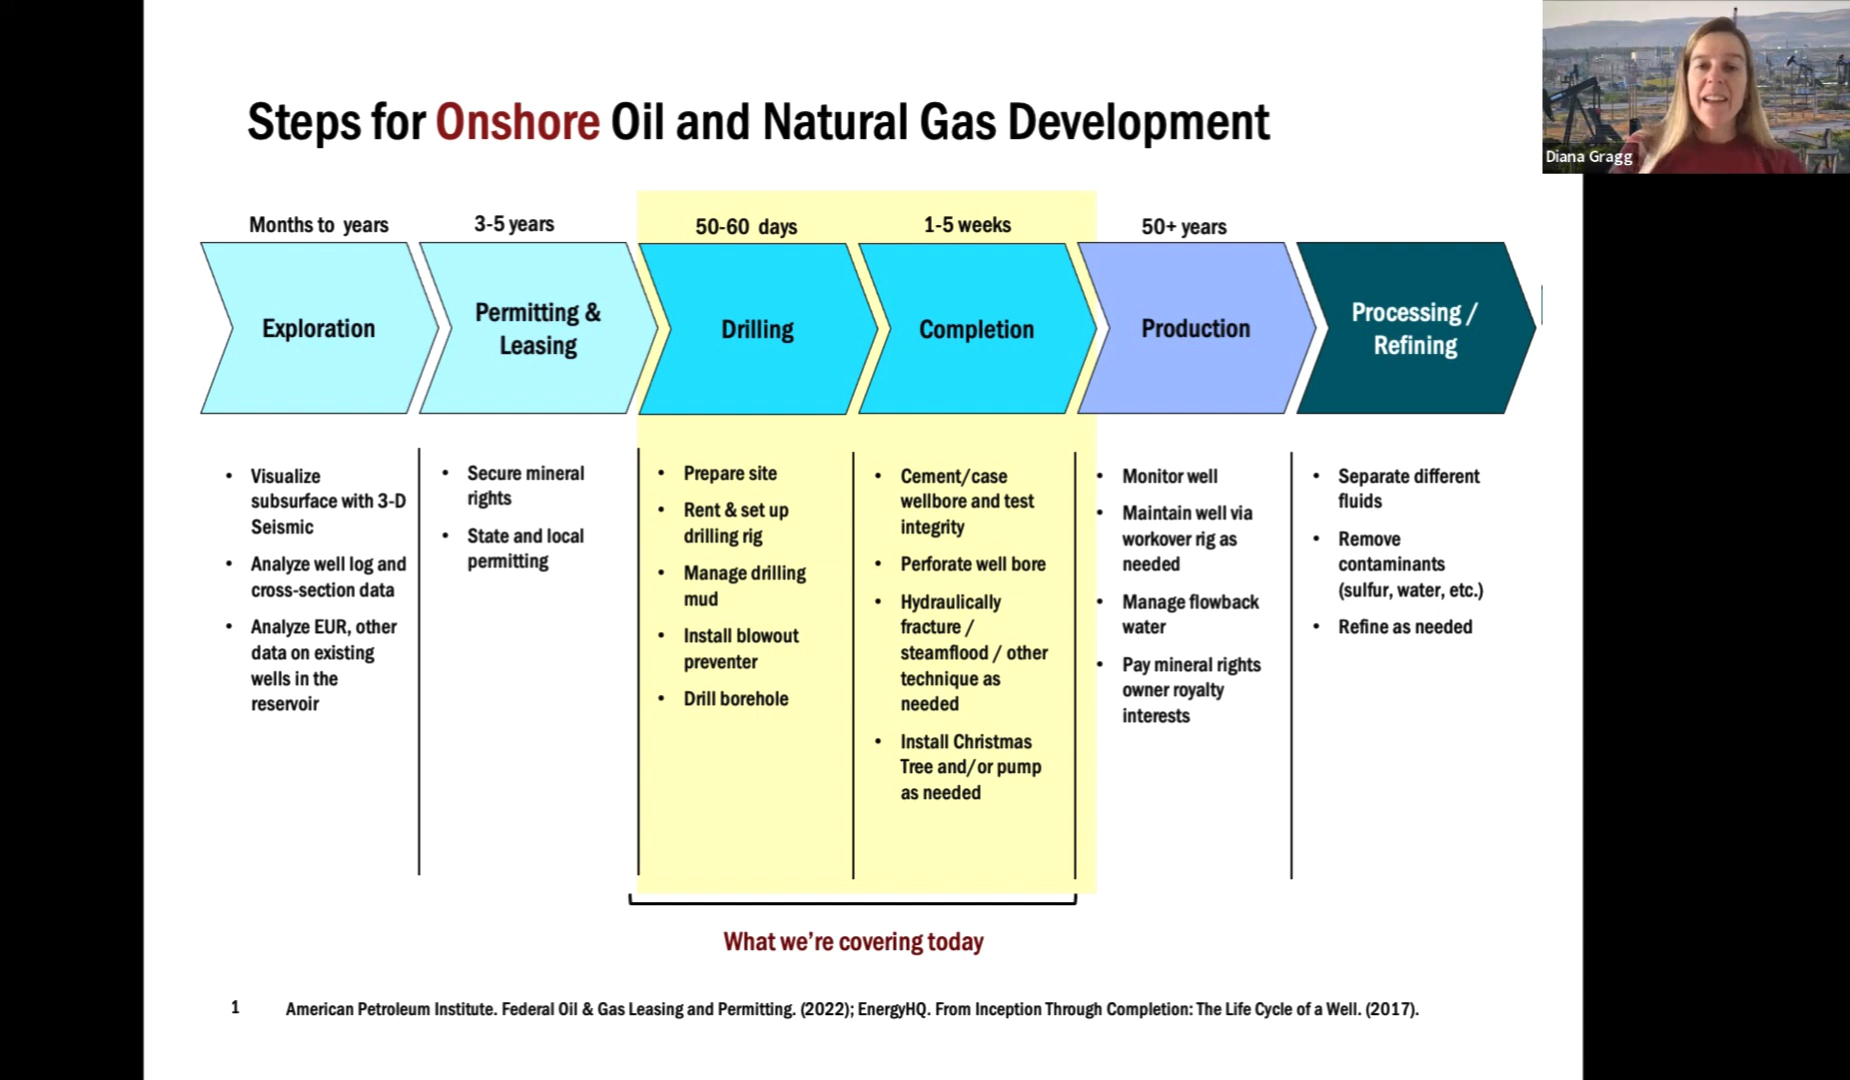 Diana Gragg
Steps for Onshore Oil and Natural Gas Development
Months to years
3-5 years
50-60 days
1-5 weeks
50+ years
Exploration
Permitting &
Leasing
Drilling
Completion
Production
Processing /
Refining
• Visualize
subsurface with 3-D
Seismic
• Analyze well log and
cross-section data
• Analyze EUR, other
data on existing
wells in the
reservoir
• Secure mineral
rights
• State and local
permitting
• Prepare site
• Rent & set up
drilling rig
• Manage drilling
mud
• Install blowout
preventer
• Drill borehole
• Cement/case
wellbore and test
integrity
• Perforate well bore
• Hydraulically
fracture /
steamflood / other
technique as
needed
• Install Christmas
Tree and/or pump
as needed
• Monitor well
• Maintain well via
workover rig as
needed
• Manage flowback
water
• Pay mineral rights
owner royalty
interests
• Separate different
fluids
• Remove
contaminants
(sulfur, water, etc.)
• Refine as needed
What we're covering today
1 American Petroleum Institute. Federal Oil & Gas Leasing and Permitting. (2022); EnergyHQ. From Inception Through Completion: The Life Cycle of a Well. (2017).